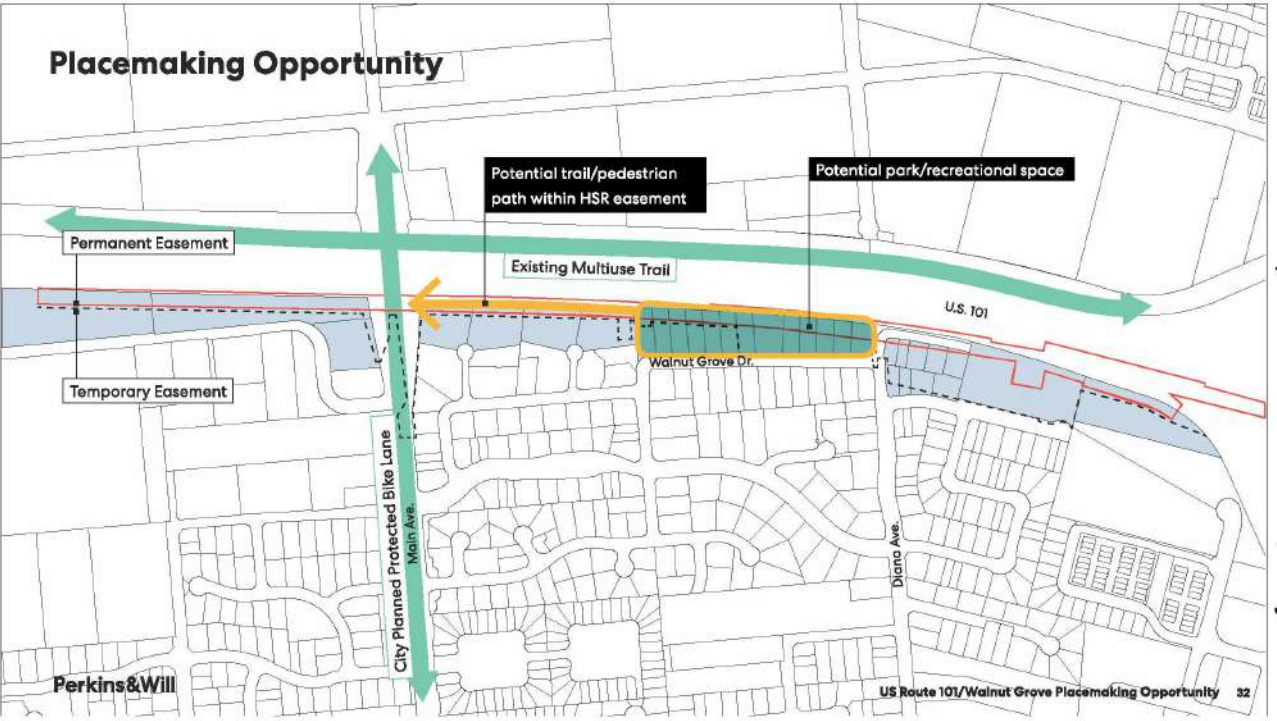 Placemaking Opportunity
Potential trail/pedestrian
path within HSR easement
Potential park/recreational space
Permanent Easement
Existing Multiuse Trail
U.S. 101
Walnut Grove Dr.
Temporary Easement
City Planned Protected Bike Lane
Main Ave.
Diana Ave.
Perkins&Will
US Route 101/Walnut Grove Placemaking Opportunity 32